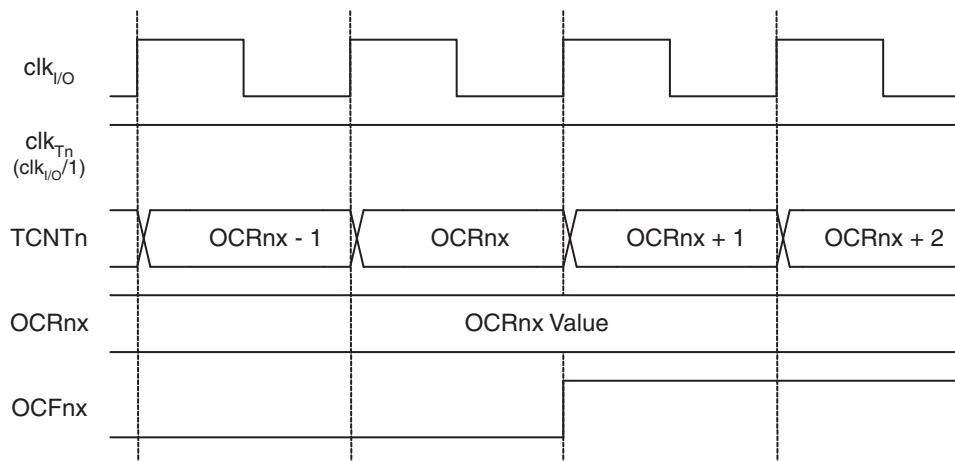 clkI/O
clkTn
(clkI/O/1)
TCNTn OCRnx - 1 OCRnx OCRnx + 1 OCRnx + 2
OCRnx OCRnx Value
OCFnx